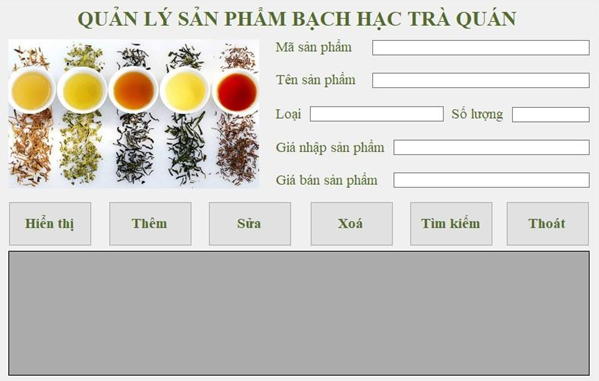 QUẢN LÝ SẢN PHẨM BẠCH HẠC TRÀ QUÁN
Mã sản phẩm
Tên sản phẩm
Loại Số lượng
Giá nhập sản phẩm
Giá bán sản phẩm
Hiển thị Thêm Sửa Xoá Tìm kiếm Thoát